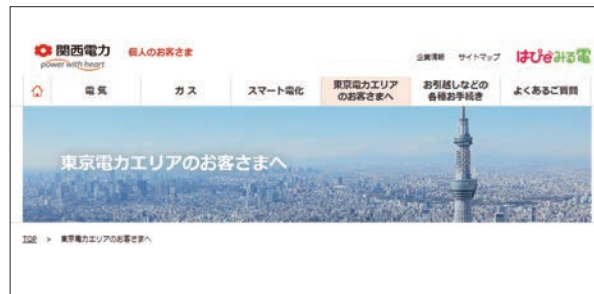 関西電力
power with heart
個人のお客さま
企業情報 サイトマップ
はぴeみる電
電気
ガス
スマート電化
東京電力エリア
のお客さまへ
お引越しなどの
各種お手続き
よくあるご質問
東京電力エリアのお客さまへ
TOP > 東京電力エリアのお客さまへ